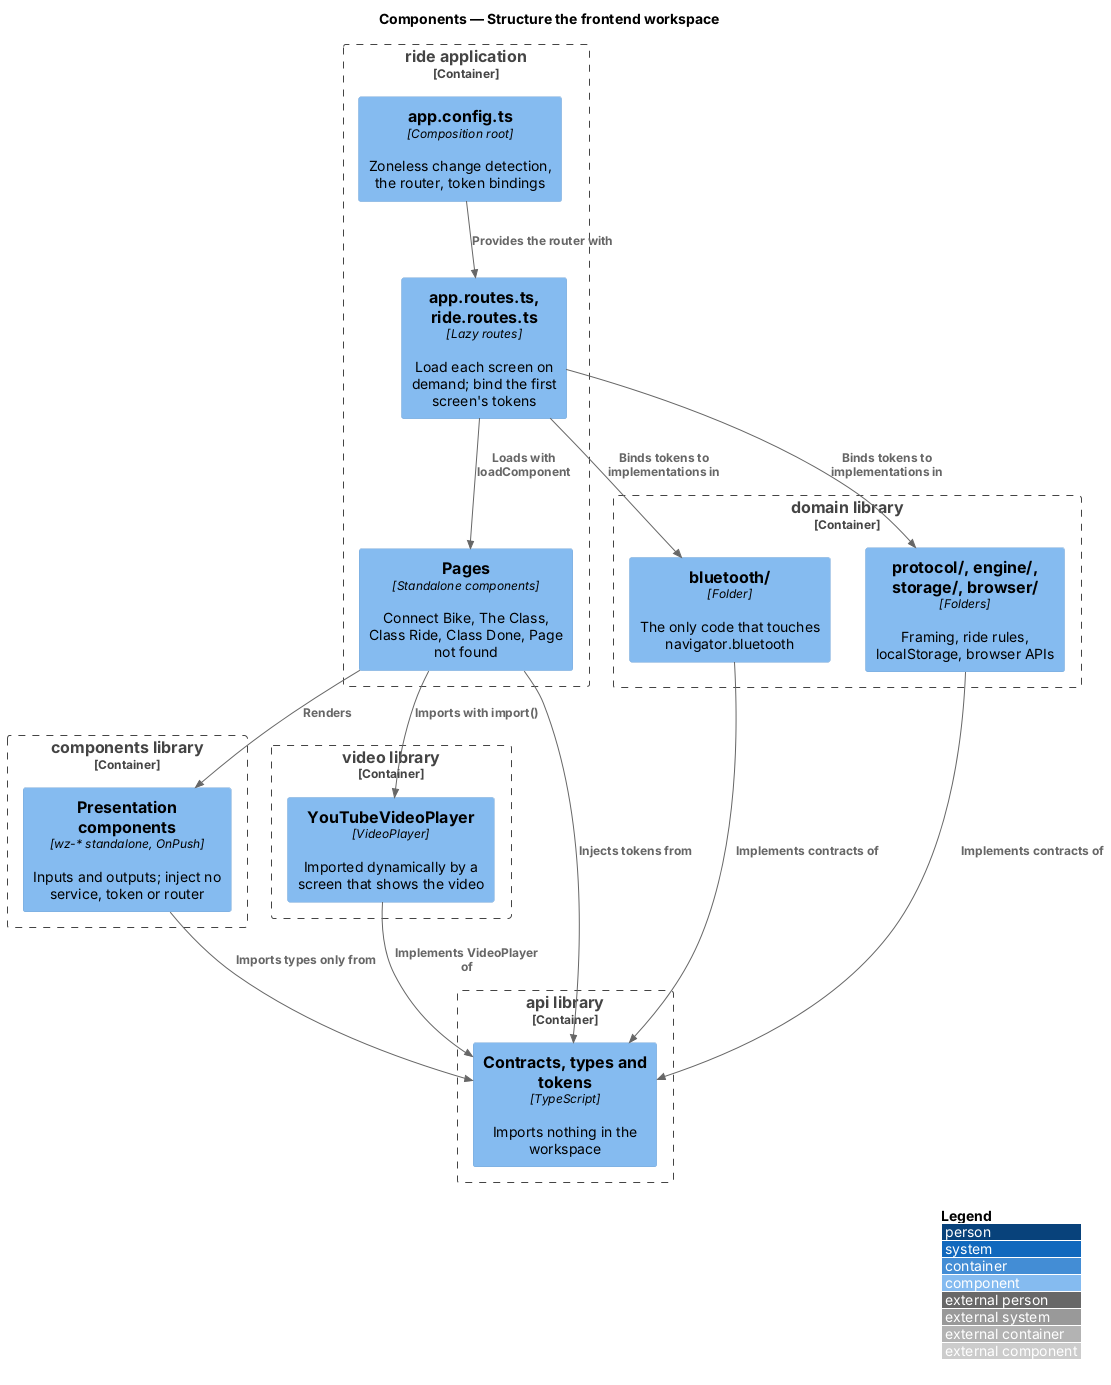 Components — Structure the frontend workspace
ride application
[Container]
app.config.ts
[Composition root]
Zoneless change detection,
the router, token bindings
Provides the router with
app.routes.ts,
ride.routes.ts
[Lazy routes]
Load each screen on
demand; bind the first
screen's tokens
Loads with
loadComponent
Binds tokens to
implementations in
Binds tokens to
implementations in
domain library
[Container]
Pages
[Standalone components]
Connect Bike, The Class,
Class Ride, Class Done, Page
not found
bluetooth/
[Folder]
The only code that touches
navigator.bluetooth
protocol/, engine/,
storage/, browser/
[Folders]
Framing, ride rules,
localStorage, browser APIs
Renders
Imports with import()
components library
[Container]
Presentation
components
[wz-* standalone, OnPush]
Inputs and outputs; inject no
service, token or router
video library
[Container]
YouTubeVideoPlayer
[VideoPlayer]
Imported dynamically by a
screen that shows the video
Injects tokens from
Implements contracts of
Implements contracts of
Imports types only from
Implements VideoPlayer
of
api library
[Container]
Contracts, types and
tokens
[TypeScript]
Imports nothing in the
workspace
Legend
person
system
container
component
external person
external system
external container
external component